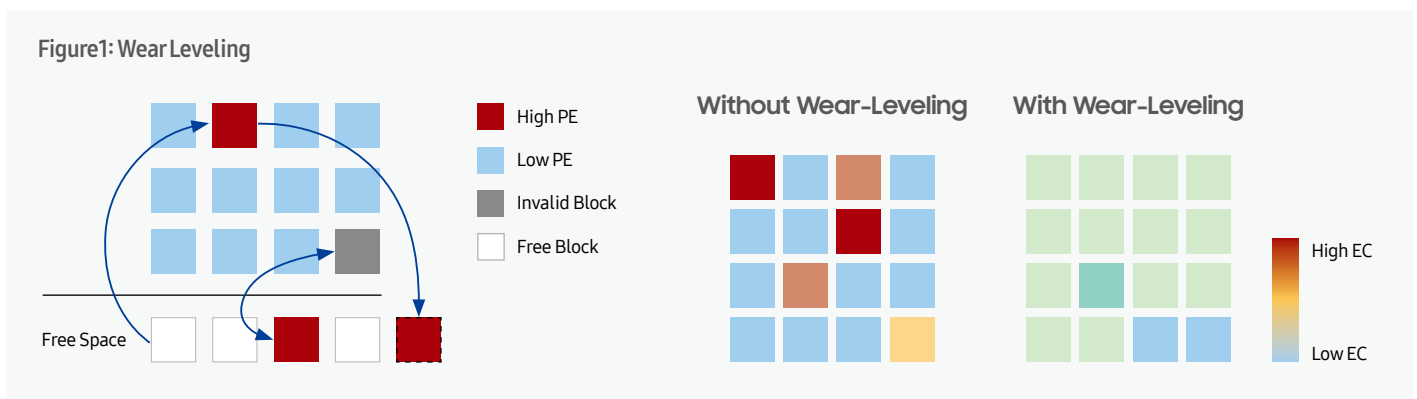 Figure1: Wear Leveling
High PE
Low PE
Invalid Block
Free Block
Free Space
Without Wear-Leveling
With Wear-Leveling
High EC
Low EC